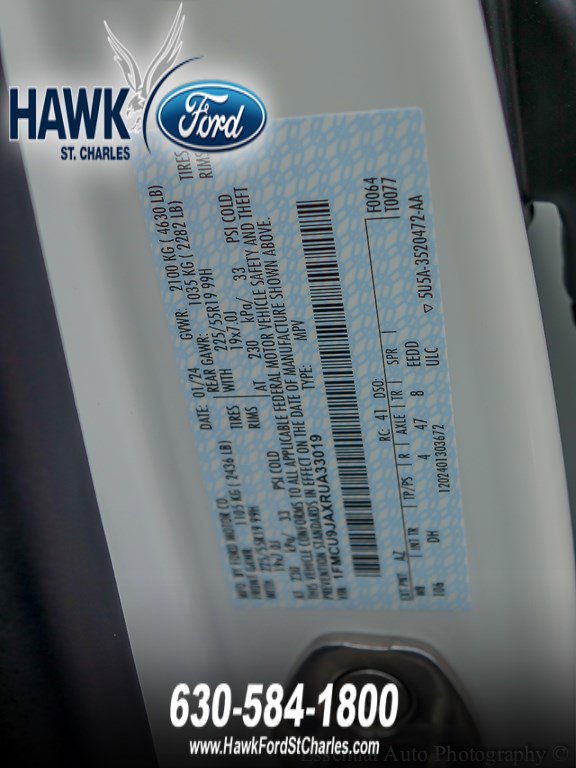 HAWK
Ford
ST. CHARLES
MFD. BY FORD MOTOR CO.
DATE: 01/24
GVWR: 2100 KG ( 4630 LB)
FRONT GAWR: 1105 KG ( 2436 LB)
REAR GAWR: 1035 KG ( 2282 LB)
WITH 225/55R19 99H TIRES
WITH 225/55R19 99H TIRES
19x7.0J RIMS
19x7.0J RIMS
AT 230 kPa/ 33 PSI COLD
AT 230 kPa/ 33 PSI COLD
THIS VEHICLE CONFORMS TO ALL APPLICABLE FEDERAL MOTOR VEHICLE SAFETY AND THEFT
PREVENTION STANDARDS IN EFFECT ON THE DATE OF MANUFACTURE SHOWN ABOVE.
VIN: 1FMCU9JAXRUA33019
TYPE: MPV
F0064
T0077
EXT PNT: AZ RC: 41 DSO:
WB INT TR TP/PS R AXLE TR SPR
106 DH 4 47 8 EEDD
1202401303672 ULC
▽ 5U5A-3520472-AA
630-584-1800
www.HawkFordStCharles.com
Essential Auto Photography ©